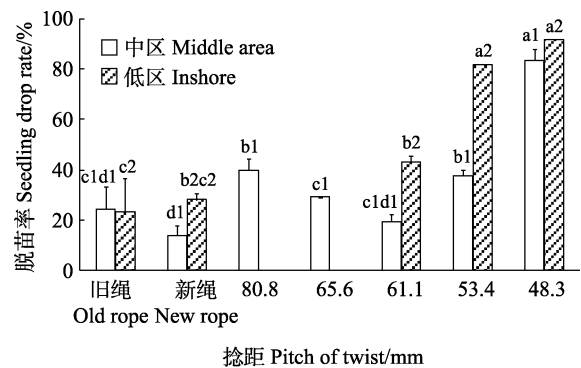 脱苗率 Seedling drop rate/%
100
80
60
40
20
0
中区 Middle area
低区 Inshore
c1d1
c2
d1
b2c2
b1
c1
c1d1
b2
b1
a2
a1
a2
旧绳 新绳 80.8 65.6 61.1 53.4 48.3
Old rope New rope
捻距 Pitch of twist/mm